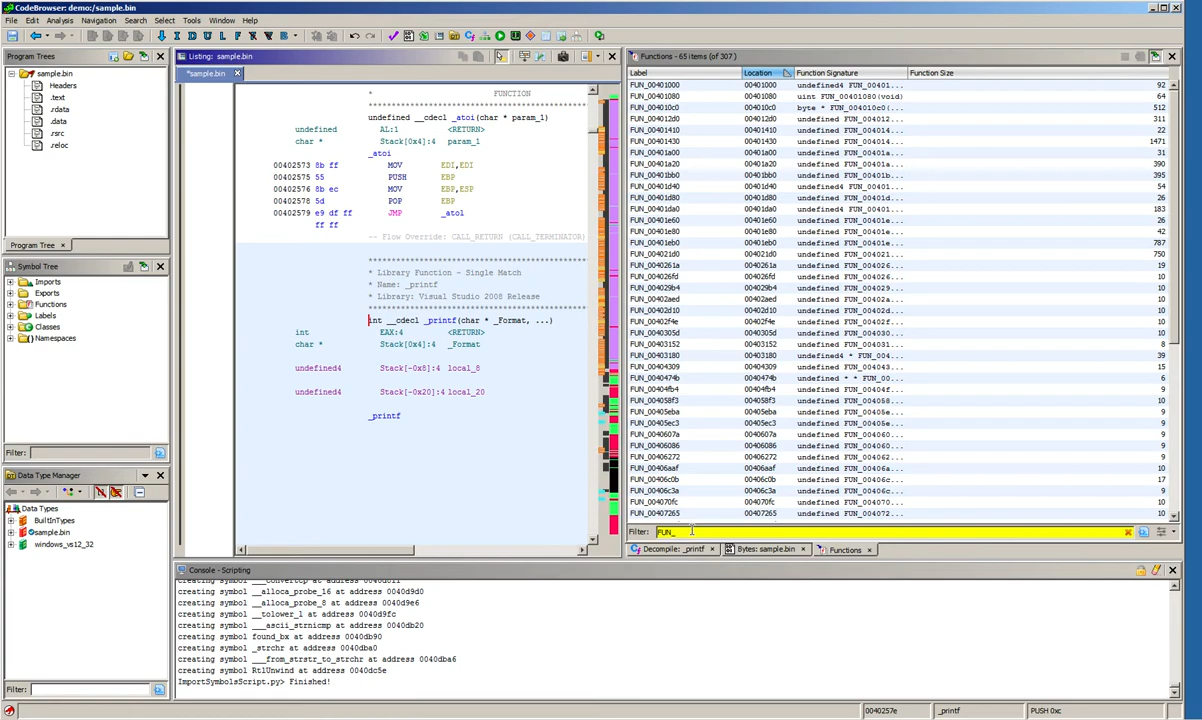 CodeBrowser: demo:/sample.bin
File Edit Analysis Navigation Search Select Tools Window Help
I D U L F V B
Program Trees
sample.bin
Headers
.text
.rdata
.data
.rsrc
.reloc
Program Tree
Symbol Tree
Imports
Exports
Functions
Labels
Classes
Namespaces
Filter:
Data Type Manager
Data Types
BuiltInTypes
sample.bin
windows_vs12_32
Filter:
Listing: sample.bin
*sample.bin
* FUNCTION
************************************************
undefined __cdecl _atoi(char * param_1)
undefined AL:1 <RETURN>
char * Stack[0x4]:4 param_1
_atoi
00402573 8b ff MOV EDI,EDI
00402575 55 PUSH EBP
00402576 8b ec MOV EBP,ESP
00402578 5d POP EBP
00402579 e9 df ff JMP _atol
ff ff
-- Flow Override: CALL_RETURN (CALL_TERMINATOR)
************************************************
* Library Function - Single Match
* Name: _printf
* Library: Visual Studio 2008 Release
************************************************
int __cdecl _printf(char * _Format, ...)
int EAX:4 <RETURN>
char * Stack[0x4]:4 _Format
undefined4 Stack[-0x8]:4 local_8
undefined4 Stack[-0x20]:4 local_20
_printf
Functions - 65 items (of 307)
Label Location Function Signature Function Size
FUN_00401000 00401000 undefined4 FUN_00401... 92
FUN_00401080 00401080 uint FUN_00401080(void) 64
FUN_004010c0 004010c0 byte * FUN_004010c0(... 512
FUN_004012d0 004012d0 undefined4 FUN_004012... 311
FUN_00401410 00401410 undefined4 FUN_004014... 22
FUN_00401430 00401430 undefined4 FUN_004014... 1471
FUN_00401a00 00401a00 undefined FUN_00401a... 31
FUN_00401a20 00401a20 undefined FUN_00401a... 390
FUN_00401bb0 00401bb0 undefined FUN_00401b... 395
FUN_00401d40 00401d40 undefined4 FUN_00401... 54
FUN_00401da0 00401da0 undefined4 FUN_00401... 183
FUN_00401e60 00401e60 undefined FUN_00401e... 26
FUN_00401e80 00401e80 undefined FUN_00401e... 42
FUN_00401eb0 00401eb0 undefined FUN_00401e... 787
FUN_004021d0 004021d0 undefined FUN_004021... 750
FUN_0040261a 0040261a undefined FUN_004026... 19
FUN_004026fd 004026fd undefined FUN_004026... 10
FUN_004029b4 004029b4 undefined FUN_004029... 10
FUN_00402aed 00402aed undefined FUN_00402a... 10
FUN_00402d10 00402d10 undefined FUN_00402d... 10
FUN_00402f4e 00402f4e undefined FUN_00402f... 10
FUN_0040305d 0040305d undefined FUN_004030... 10
FUN_00403152 00403152 undefined FUN_004031... 8
FUN_00403180 00403180 undefined4 * FUN_004... 39
FUN_00404309 00404309 undefined FUN_004043... 15
FUN_0040474b 0040474b undefined * * FUN_00... 6
FUN_00404fb4 00404fb4 undefined FUN_00404f... 9
FUN_004058f3 004058f3 undefined FUN_004058... 10
FUN_00405eba 00405eba undefined FUN_00405e... 9
FUN_00405ec3 00405ec3 undefined FUN_00405e... 9
FUN_0040607a 0040607a undefined FUN_004060... 9
FUN_00406086 00406086 undefined FUN_004060... 9
FUN_00406272 00406272 undefined FUN_004062... 9
FUN_00406aaf 00406aaf undefined FUN_00406a... 10
FUN_00406c0b 00406c0b undefined FUN_00406c... 17
FUN_00406c3a 00406c3a undefined FUN_00406c... 9
FUN_004070fc 004070fc undefined FUN_004070... 10
FUN_00407265 00407265 undefined FUN_004072... 10
Filter: FUN_
Decompile: _printf Bytes: sample.bin Functions
Console - Scripting
creating symbol ___alloca_probe_16 at address 0040d9d0
creating symbol __alloca_probe_8 at address 0040d9e6
creating symbol __tolower_l at address 0040d9fc
creating symbol ___ascii_strnicmp at address 0040db20
creating symbol found_bx at address 0040db90
creating symbol _strchr at address 0040dba0
creating symbol ___from_strstr_to_strchr at address 0040dba6
creating symbol RtlUnwind at address 0040dc5e
ImportSymbolsScript.py> Finished!
0040257e _printf PUSH 0xc